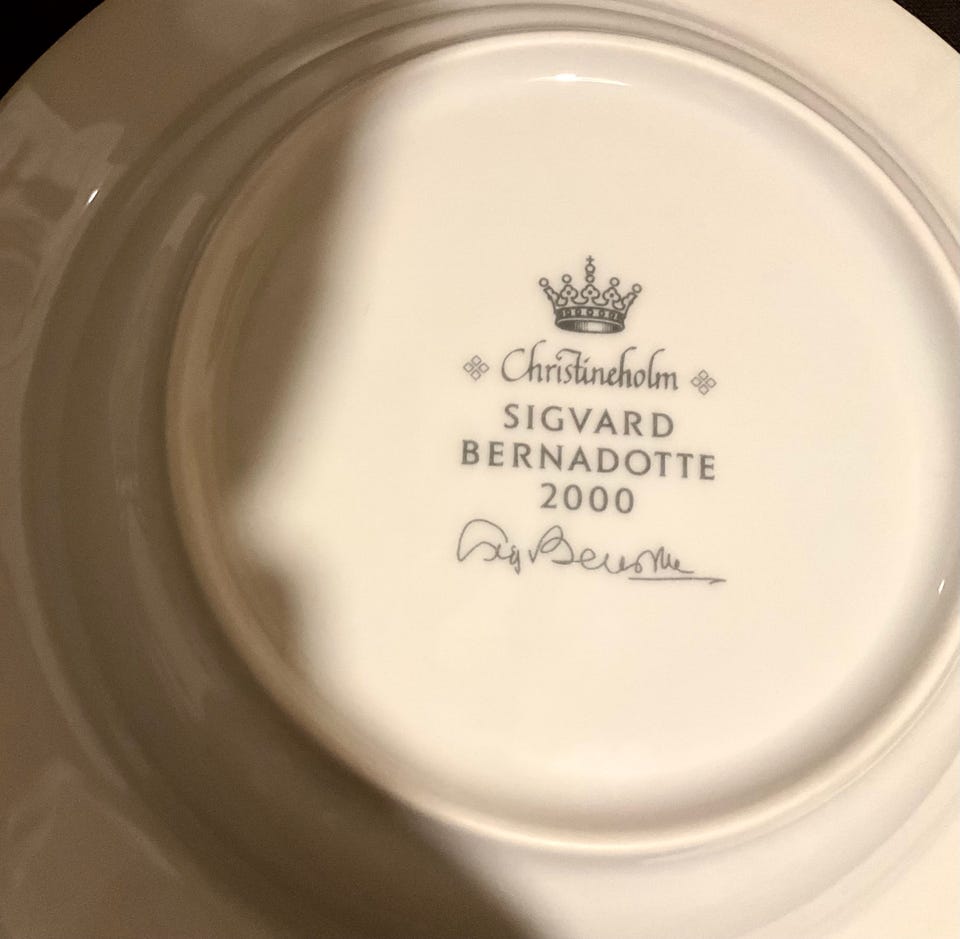 Christineholm
SIGVARD
BERNADOTTE
2000